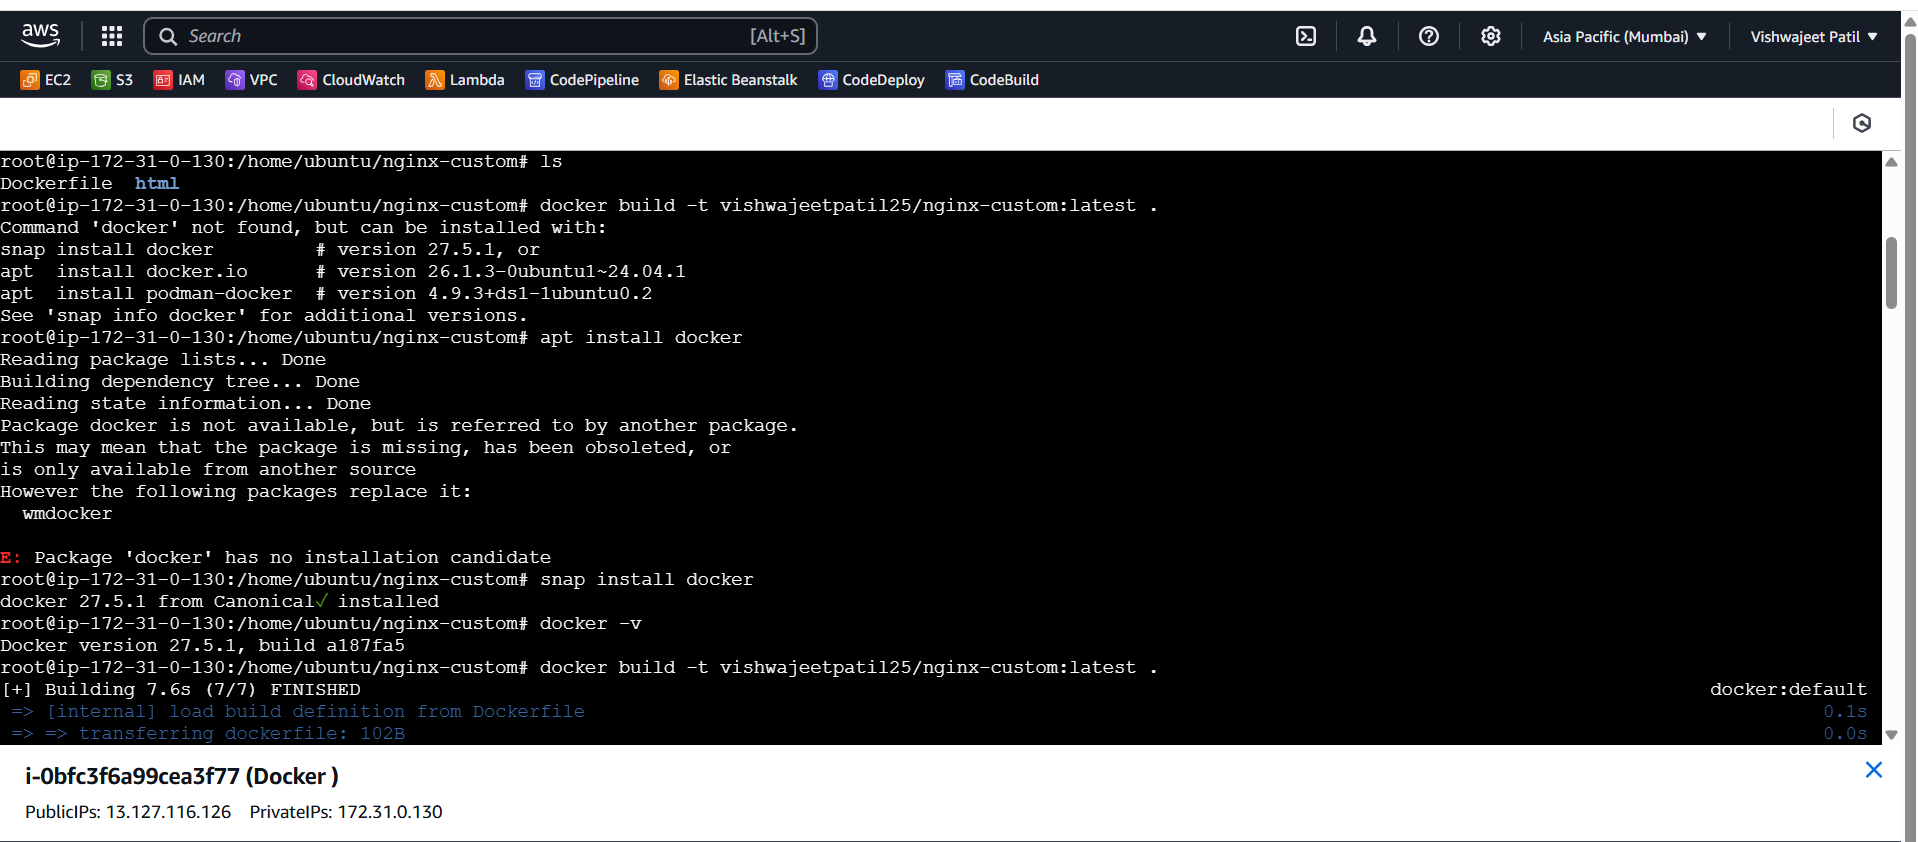 aws
Search [Alt+S]
Asia Pacific (Mumbai) ▼
Vishwajeet Patil ▼
EC2 S3 IAM VPC CloudWatch Lambda CodePipeline Elastic Beanstalk CodeDeploy CodeBuild
root@ip-172-31-0-130:/home/ubuntu/nginx-custom# ls
Dockerfile  html
root@ip-172-31-0-130:/home/ubuntu/nginx-custom# docker build -t vishwajeetpatil25/nginx-custom:latest .
Command 'docker' not found, but can be installed with:
snap install docker         # version 27.5.1, or
apt  install docker.io      # version 26.1.3-0ubuntu1~24.04.1
apt  install podman-docker  # version 4.9.3+ds1-1ubuntu0.2
See 'snap info docker' for additional versions.
root@ip-172-31-0-130:/home/ubuntu/nginx-custom# apt install docker
Reading package lists... Done
Building dependency tree... Done
Reading state information... Done
Package docker is not available, but is referred to by another package.
This may mean that the package is missing, has been obsoleted, or
is only available from another source
However the following packages replace it:
  wmdocker
E: Package 'docker' has no installation candidate
root@ip-172-31-0-130:/home/ubuntu/nginx-custom# snap install docker
docker 27.5.1 from Canonical✓ installed
root@ip-172-31-0-130:/home/ubuntu/nginx-custom# docker -v
Docker version 27.5.1, build a187fa5
root@ip-172-31-0-130:/home/ubuntu/nginx-custom# docker build -t vishwajeetpatil25/nginx-custom:latest .
[+] Building 7.6s (7/7) FINISHED docker:default
=> [internal] load build definition from Dockerfile 0.1s
=> => transferring dockerfile: 102B 0.0s
i-0bfc3f6a99cea3f77 (Docker )
PublicIPs: 13.127.116.126 PrivateIPs: 172.31.0.130